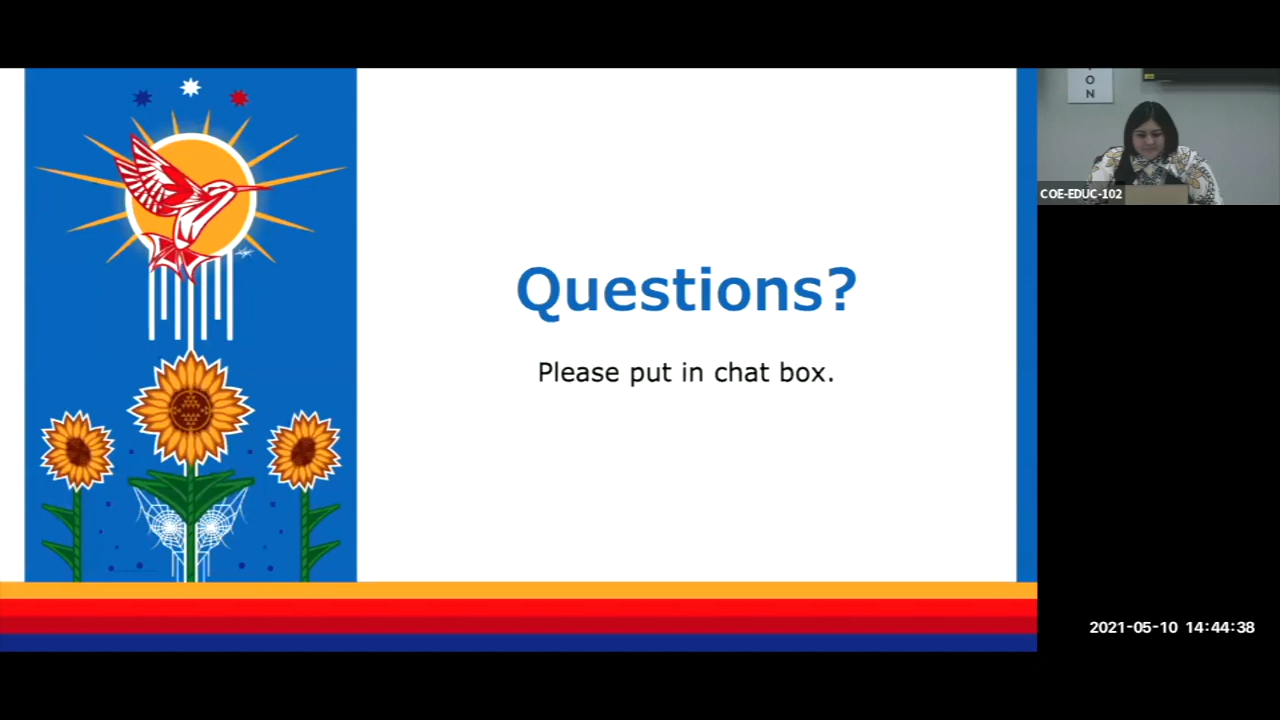 Questions?
Please put in chat box.
O
N
COE-EDUC-102
2021-05-10 14:44:38